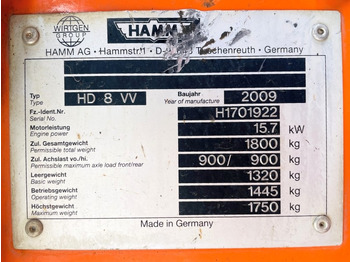 WIRTGEN
GROUP
HAMM
HAMM AG - Hammstr. - Germany
Typ
Type
HD 8 VV
Baujahr
Year of manufacture
2009
Fz.-Ident.Nr.
Serial No.
H1701922
Motorleistung
Engine power
15.7 kW
Zul. Gesamtgewicht
Permissible total weight
1800 kg
Zul. Achslast vo./hi.
Permissible maximum axle load front/rear
900/ 900 kg
Leergewicht
Basic weight
1320 kg
Betriebsgewicht
Operating weight
1445 kg
Höchstgewicht
Maximum weight
1750 kg
Made in Germany